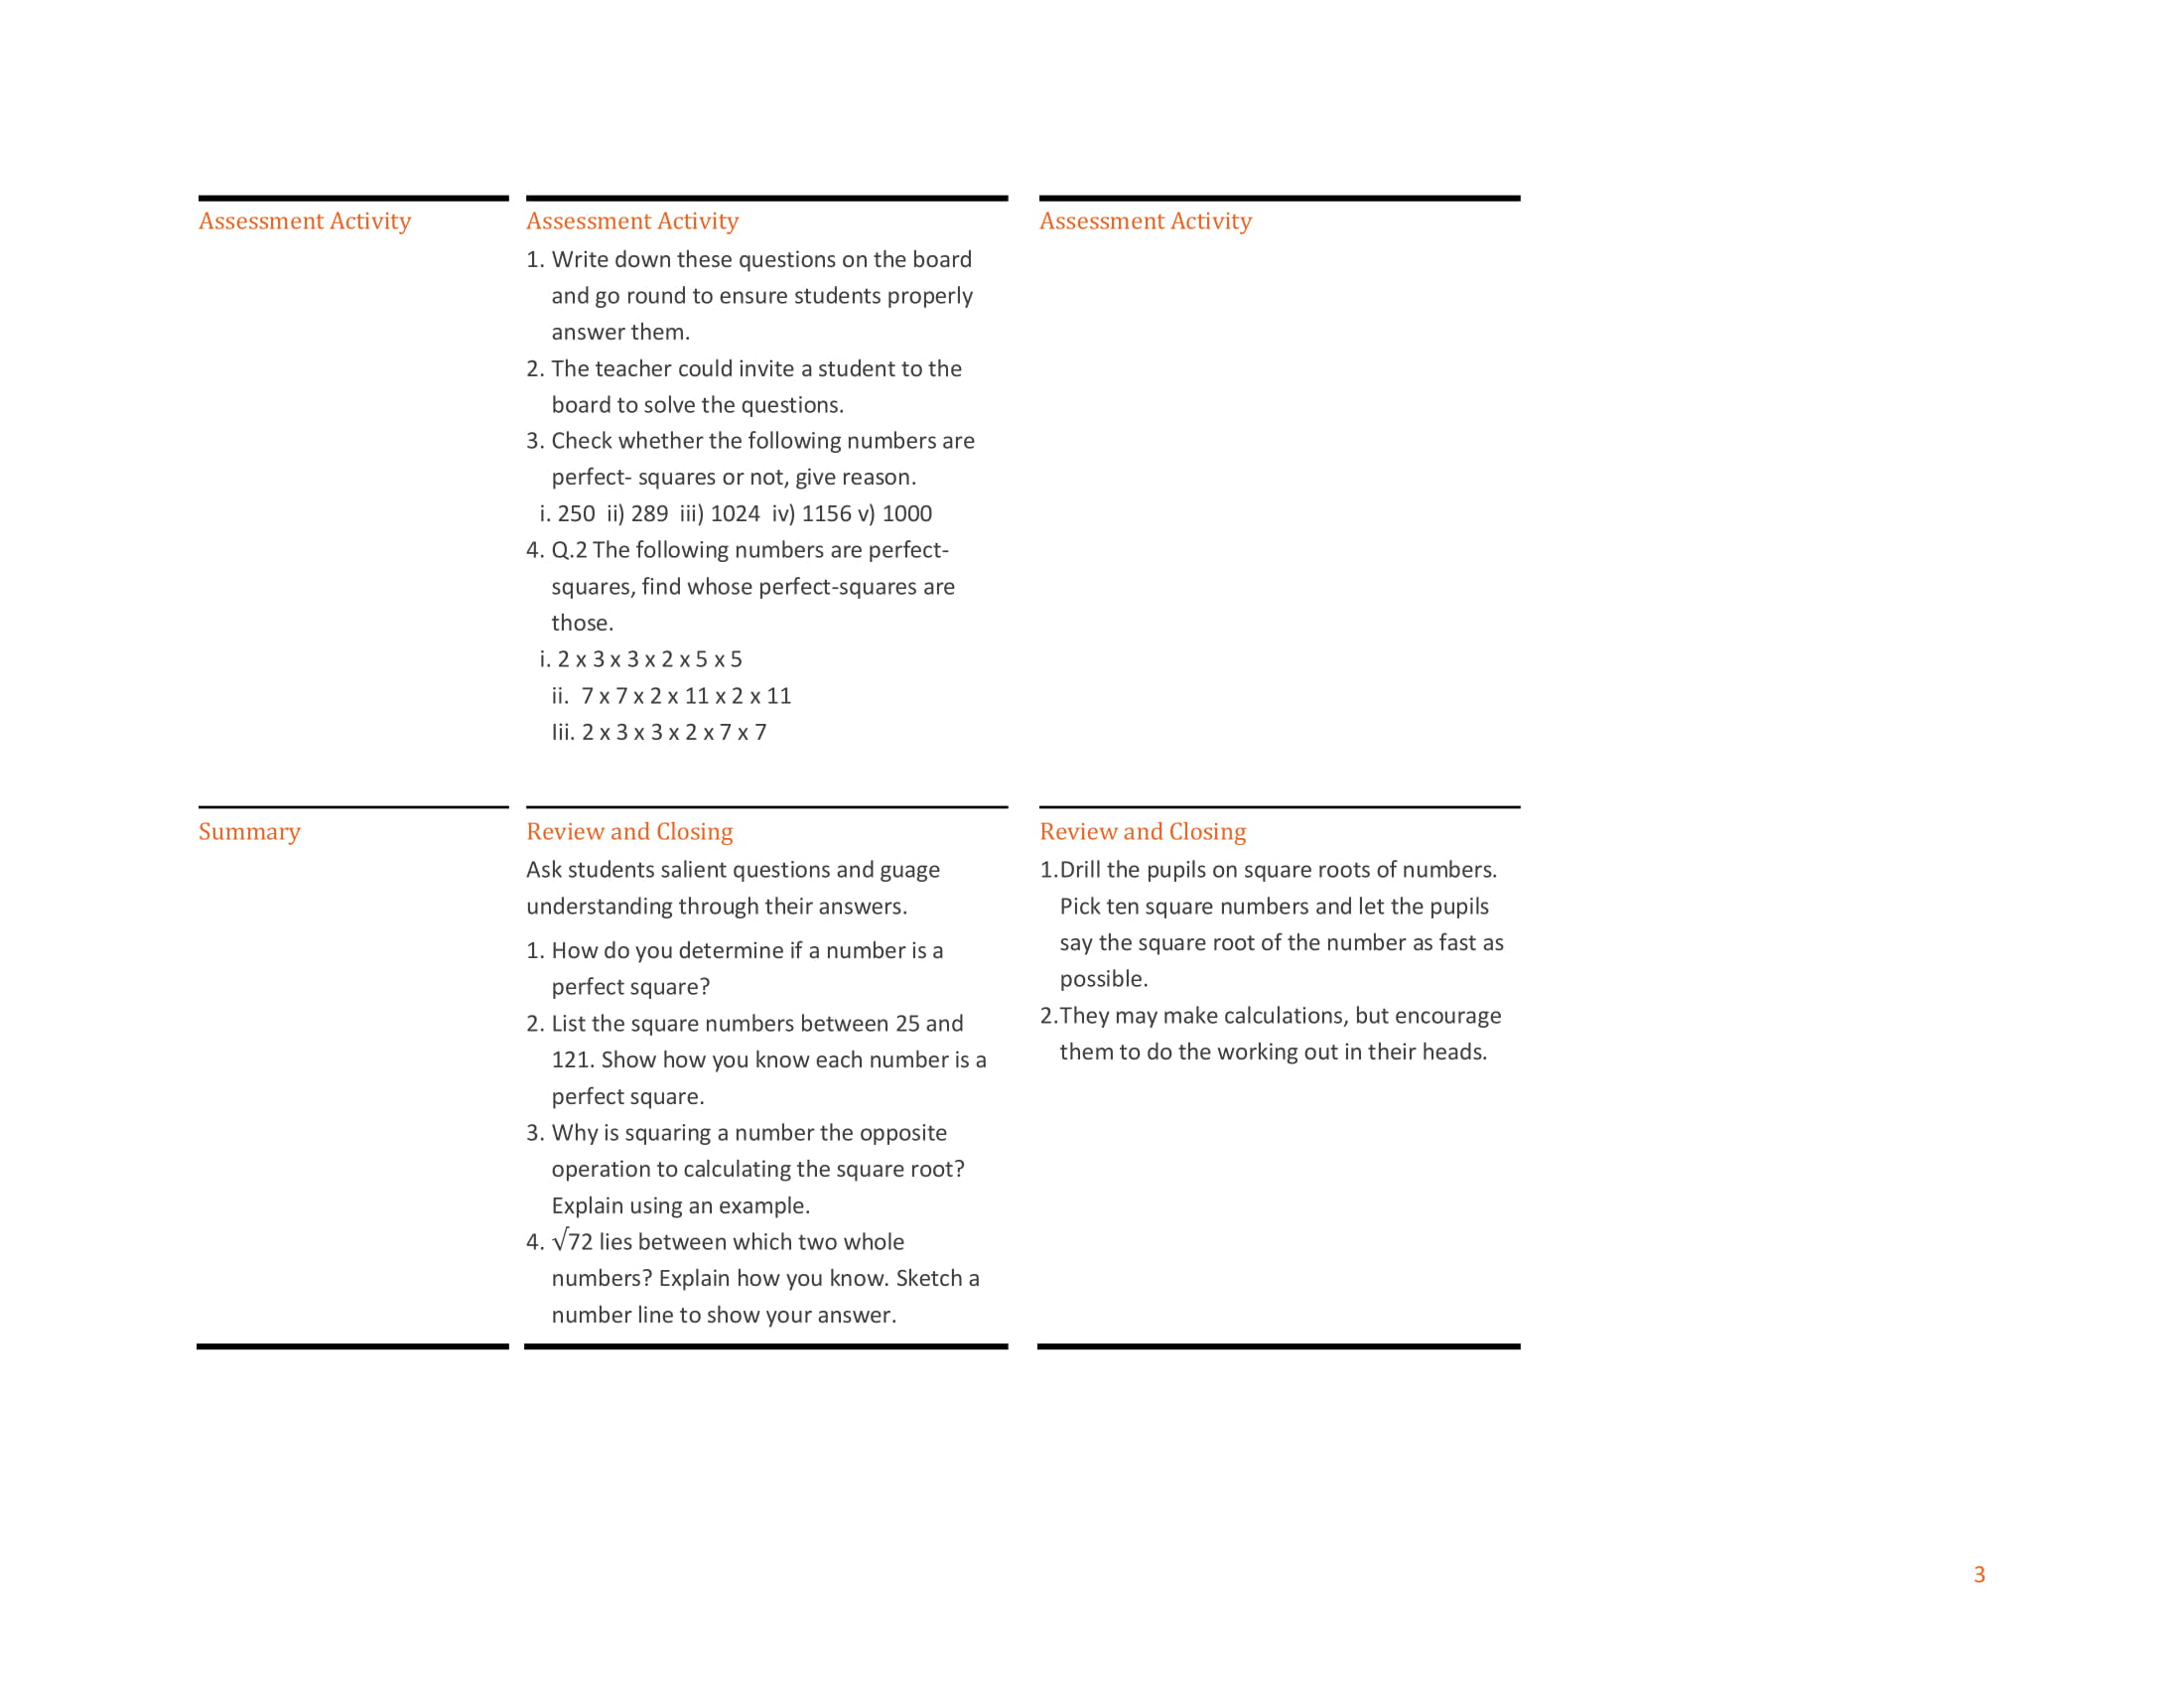 Assessment Activity
Assessment Activity
1. Write down these questions on the board
and go round to ensure students properly
answer them.
2. The teacher could invite a student to the
board to solve the questions.
3. Check whether the following numbers are
perfect- squares or not, give reason.
i. 250  ii) 289  iii) 1024  iv) 1156 v) 1000
4. Q.2 The following numbers are perfect-
squares, find whose perfect-squares are
those.
i. 2 x 3 x 3 x 2 x 5 x 5
ii.  7 x 7 x 2 x 11 x 2 x 11
Iii. 2 x 3 x 3 x 2 x 7 x 7
Assessment Activity
Summary
Review and Closing
Ask students salient questions and guage
understanding through their answers.
1. How do you determine if a number is a
perfect square?
2. List the square numbers between 25 and
121. Show how you know each number is a
perfect square.
3. Why is squaring a number the opposite
operation to calculating the square root?
Explain using an example.
4. √72 lies between which two whole
numbers? Explain how you know. Sketch a
number line to show your answer.
Review and Closing
1.Drill the pupils on square roots of numbers.
Pick ten square numbers and let the pupils
say the square root of the number as fast as
possible.
2.They may make calculations, but encourage
them to do the working out in their heads.
3